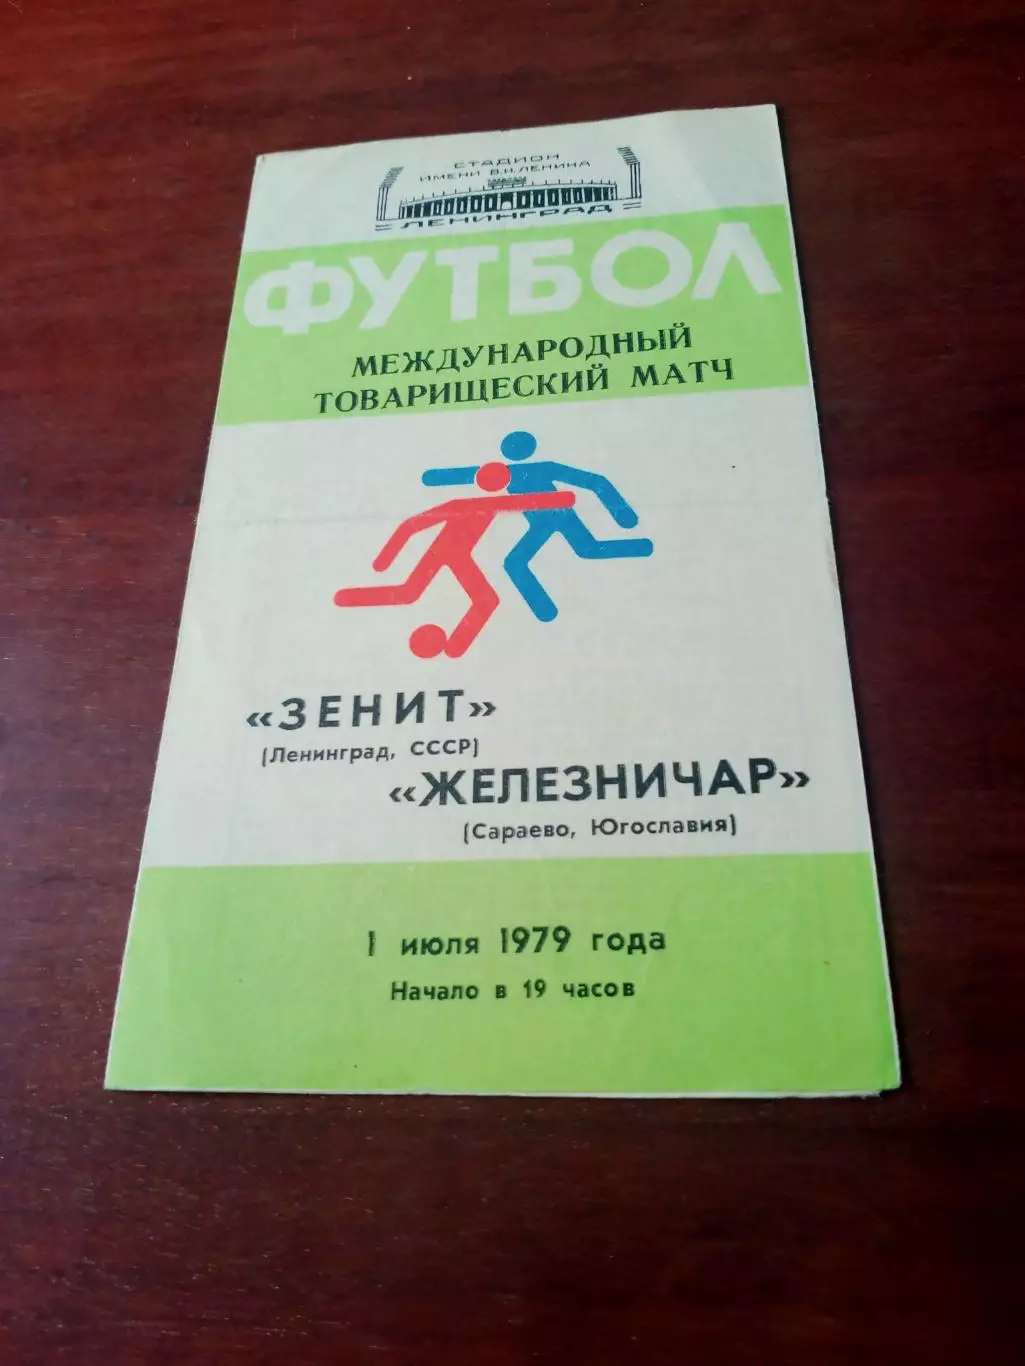 СТАДИОН
ИМЕНИ В.И.ЛЕНИНА
ЛЕНИНГРАД
ФУТБОЛ
МЕЖДУНАРОДНЫЙ
ТОВАРИЩЕСКИЙ МАТЧ
«ЗЕНИТ»
(Ленинград, СССР)
«ЖЕЛЕЗНИЧАР»
(Сараево, Югославия)
1 июля 1979 года
Начало в 19 часов